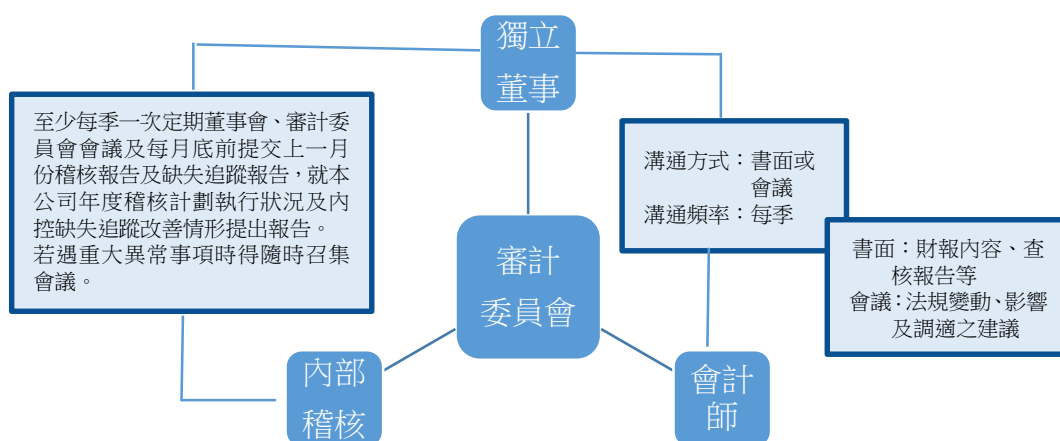 獨立
董事
至少每季一次定期董事會、審計委
員會會議及每月底前提交上一月
份稽核報告及缺失追蹤報告，就本
公司年度稽核計劃執行狀況及內
控缺失追蹤改善情形提出報告。
若遇重大異常事項時得隨時召集
會議。
溝通方式：書面或
會議
溝通頻率：每季
書面：財報內容、查
核報告等
會議：法規變動、影響
及調適之建議
審計
委員會
內部
稽核
會計
師